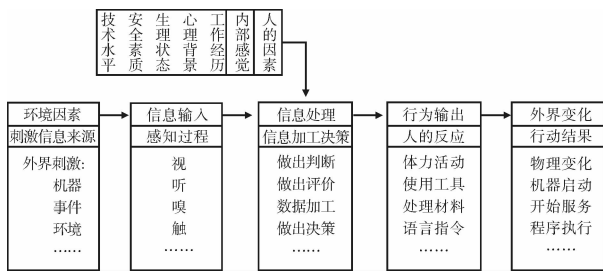 技术水平
安全素质
生理状态
心理背景
工作经历
内部感觉
人的因素
环境因素
刺激信息来源
外界刺激:
机器
事件
环境
……
信息输入
感知过程
视
听
嗅
触
……
信息处理
信息加工决策
做出判断
做出评价
数据加工
做出决策
……
行为输出
人的反应
体力活动
使用工具
处理材料
语言指令
……
外界变化
行动结果
物理变化
机器启动
开始服务
程序执行
……